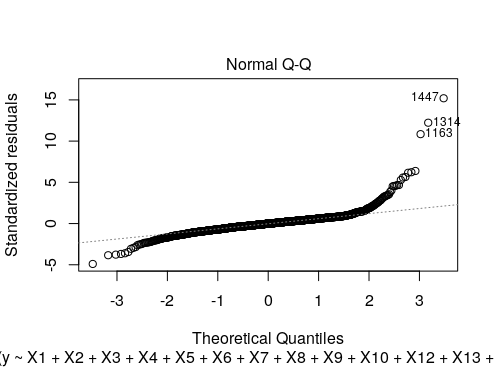 Normal Q-Q
Standardized residuals
15
10
5
0
-5
1447
1314
1163
-3 -2 -1 0 1 2 3
Theoretical Quantiles
(y ~ X1 + X2 + X3 + X4 + X5 + X6 + X7 + X8 + X9 + X10 + X12 + X13 +